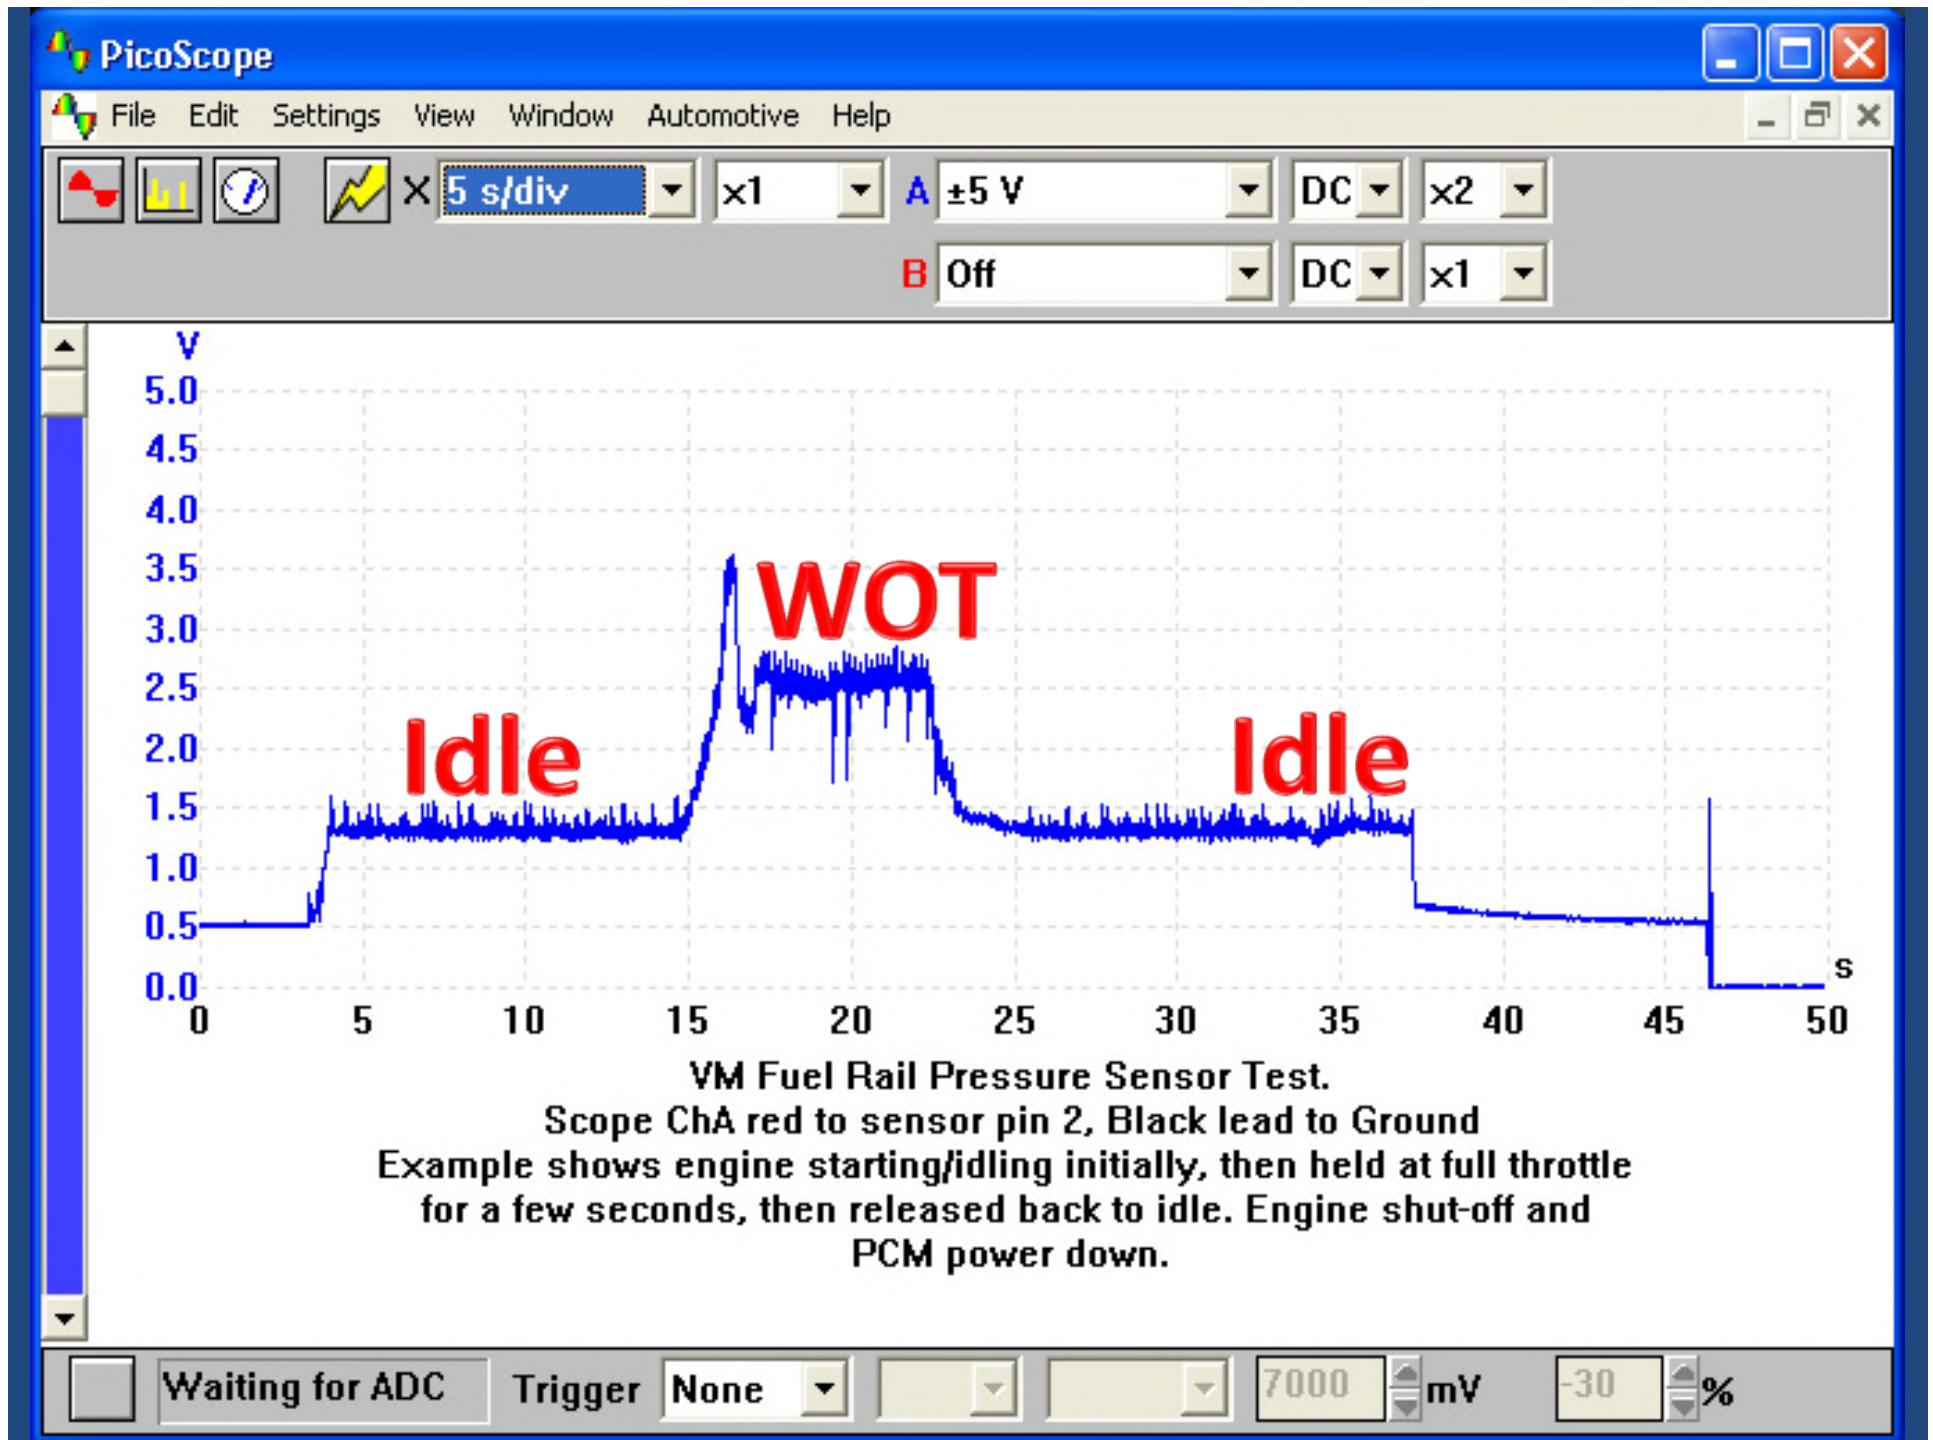 PicoScope
File Edit Settings View Window Automotive Help
X 5 s/div x1 A ±5 V DC x2
B Off DC x1
V
5.0
4.5
4.0
3.5
3.0
2.5
2.0
1.5
1.0
0.5
0.0
WOT
Idle
Idle
s
0 5 10 15 20 25 30 35 40 45 50
VM Fuel Rail Pressure Sensor Test.
Scope ChA red to sensor pin 2, Black lead to Ground
Example shows engine starting/idling initially, then held at full throttle
for a few seconds, then released back to idle. Engine shut-off and
PCM power down.
Waiting for ADC Trigger None 7000 mV -30 %